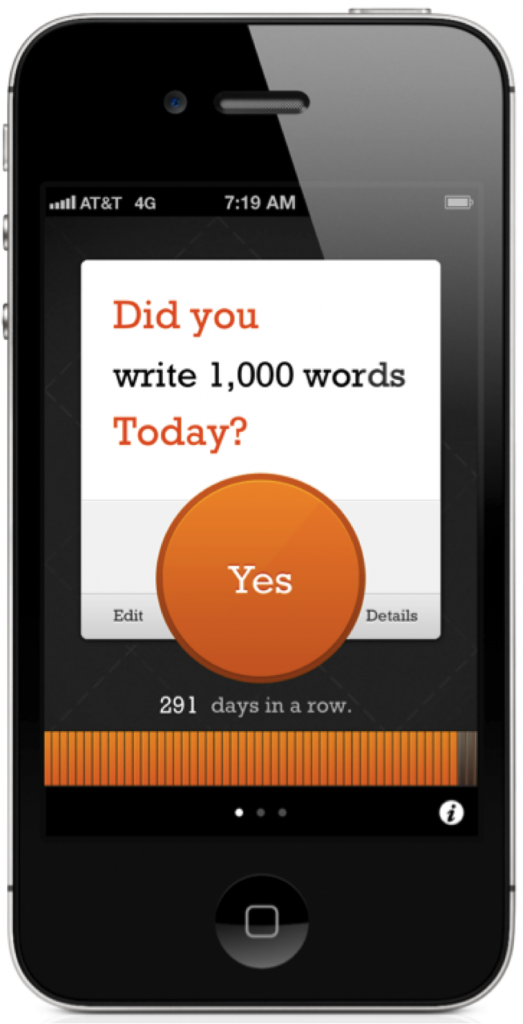 AT&T 4G 7:19 AM
Did you
write 1,000 words
Today?
Yes
Edit Details
291 days in a row.
i